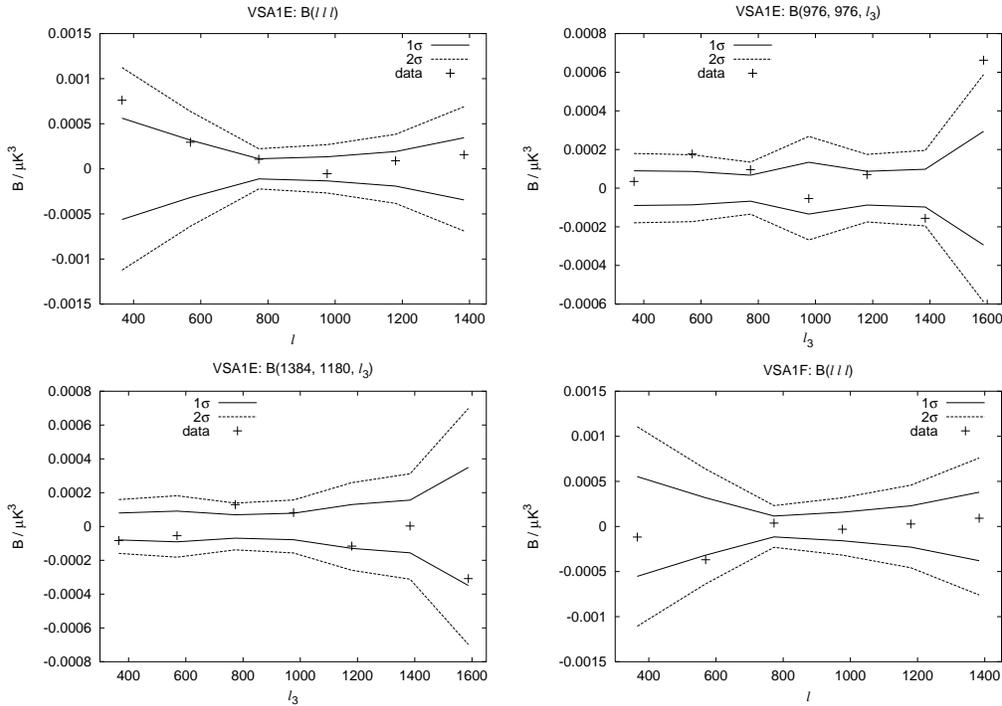 VSA1E: B(l l l)
0.0015
0.001
0.0005
0
-0.0005
-0.001
-0.0015
B / μK³
1σ
2σ
data
400 600 800 1000 1200 1400
l
VSA1E: B(976, 976, l₃)
0.0008
0.0006
0.0004
0.0002
0
-0.0002
-0.0004
-0.0006
B / μK³
1σ
2σ
data
400 600 800 1000 1200 1400 1600
l₃
VSA1E: B(1384, 1180, l₃)
0.0008
0.0006
0.0004
0.0002
0
-0.0002
-0.0004
-0.0006
-0.0008
B / μK³
1σ
2σ
data
400 600 800 1000 1200 1400 1600
l₃
VSA1F: B(l l l)
0.0015
0.001
0.0005
0
-0.0005
-0.001
-0.0015
B / μK³
1σ
2σ
data
400 600 800 1000 1200 1400
l